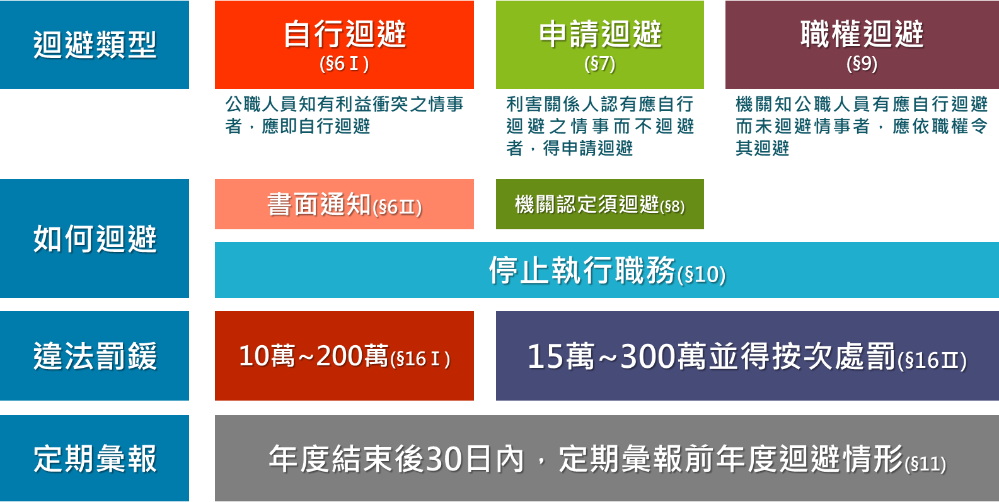 迴避類型
自行迴避
(§6Ⅰ)
公職人員知有利益衝突之情事
者，應即自行迴避
申請迴避
(§7)
利害關係人認有應自行
迴避之情事而不迴避
者，得申請迴避
職權迴避
(§9)
機關知公職人員有應自行迴避
而未迴避情事者，應依職權令
其迴避
如何迴避
書面通知(§6Ⅱ)
機關認定須迴避(§8)
停止執行職務(§10)
違法罰鍰
10萬~200萬(§16Ⅰ)
15萬~300萬並得按次處罰(§16Ⅱ)
定期彙報
年度結束後30日內，定期彙報前年度迴避情形(§11)